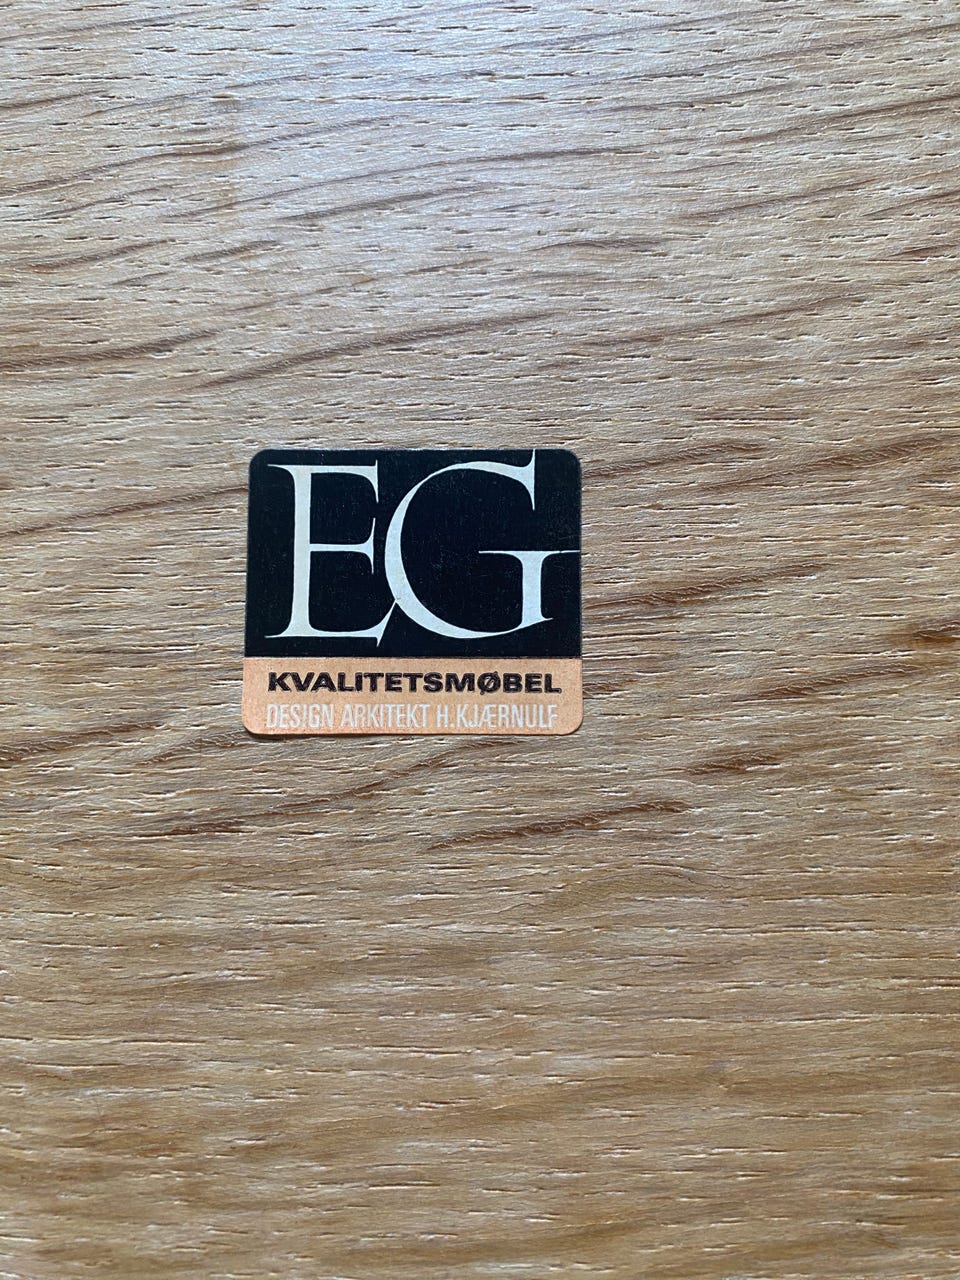 EG
KVALITETSMØBEL
DESIGN ARKITEKT H.KJÆRNULF